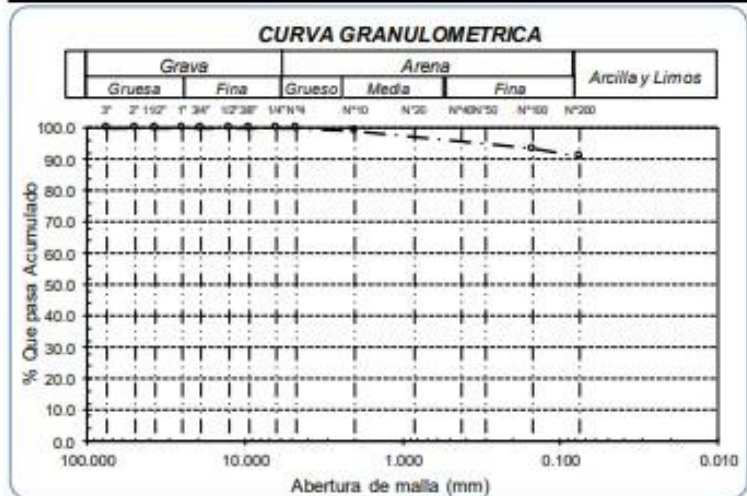 CURVA GRANULOMETRICA
Grava Arena Arcilla y Limos
Gruesa Fina Grueso Media Fina
3" 2" 1 1/2" 1" 3/4" 1/2" 3/8" 1/4" N°4 N°10 N°20 N°40 N°50 N°100 N°200
% Que pasa Acumulado
100.0
90.0
80.0
70.0
60.0
50.0
40.0
30.0
20.0
10.0
0.0
100.000 10.000 1.000 0.100 0.010
Abertura de malla (mm)